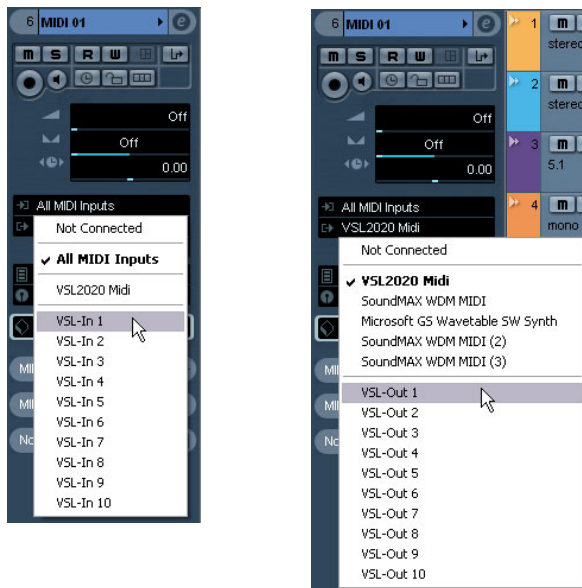 6 MIDI 01 e
m S R W
Off
Off
0.00
All MIDI Inputs
Not Connected
✓ All MIDI Inputs
VSL2020 Midi
VSL-In 1
VSL-In 2
VSL-In 3
VSL-In 4
VSL-In 5
VSL-In 6
VSL-In 7
VSL-In 8
VSL-In 9
VSL-In 10
6 MIDI 01 e
m S R W
Off
Off
0.00
All MIDI Inputs
VSL2020 Midi
Not Connected
✓ VSL2020 Midi
SoundMAX WDM MIDI
Microsoft GS Wavetable SW Synth
SoundMAX WDM MIDI (2)
SoundMAX WDM MIDI (3)
VSL-Out 1
VSL-Out 2
VSL-Out 3
VSL-Out 4
VSL-Out 5
VSL-Out 6
VSL-Out 7
VSL-Out 8
VSL-Out 9
VSL-Out 10
1 m
2 m
3 m
5.1
4 m
mono